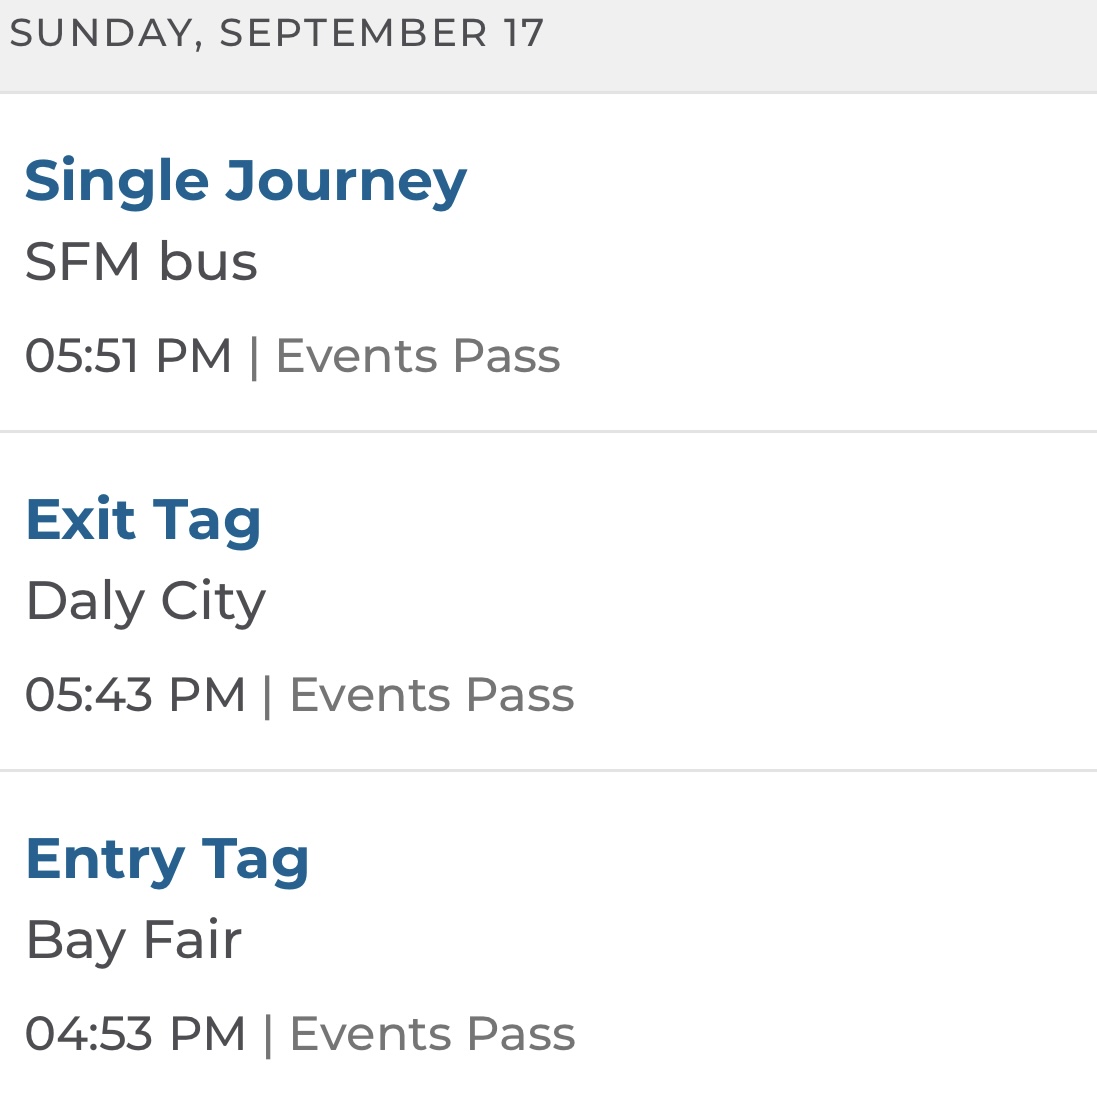 SUNDAY, SEPTEMBER 17
Single Journey
SFM bus
05:51 PM | Events Pass
Exit Tag
Daly City
05:43 PM | Events Pass
Entry Tag
Bay Fair
04:53 PM | Events Pass